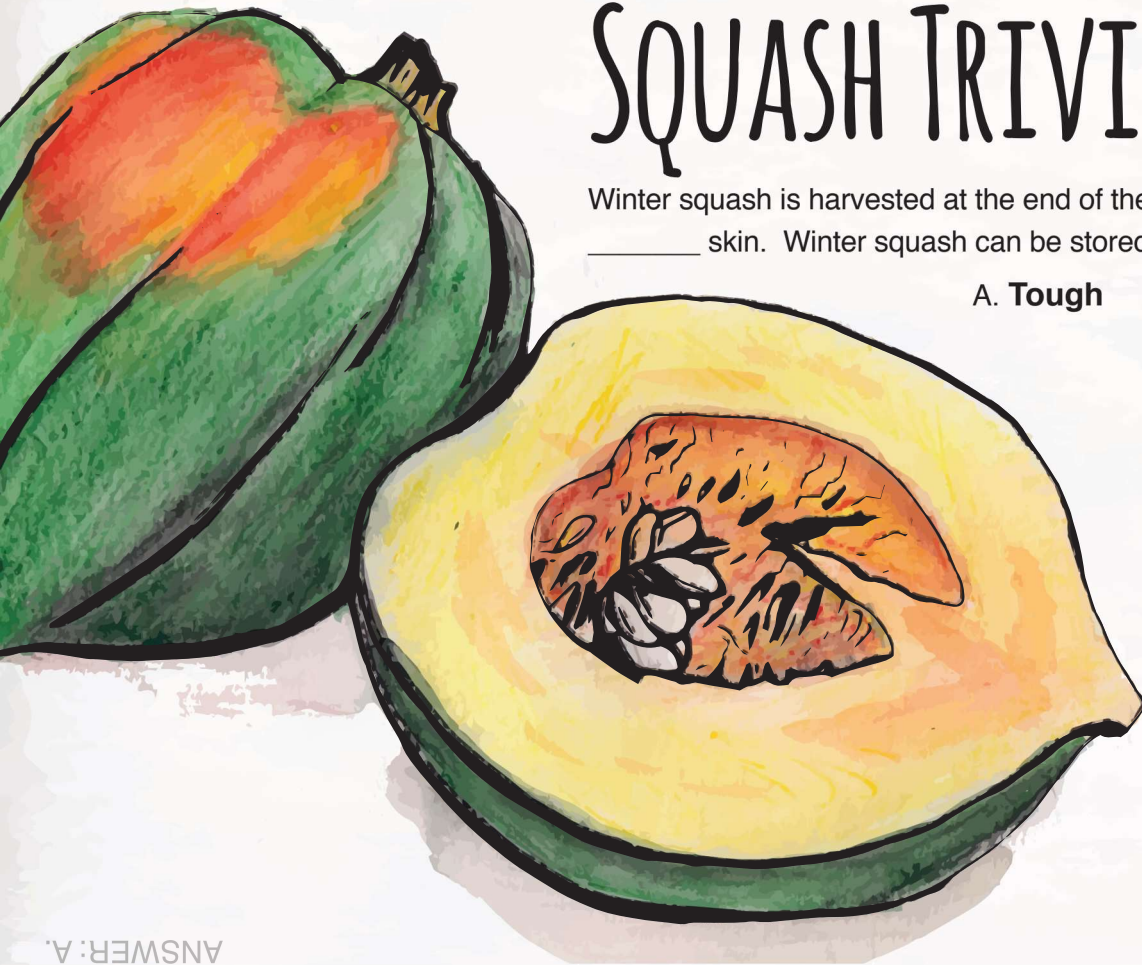 SQUASH TRIVI
Winter squash is harvested at the end of the
_______ skin. Winter squash can be stored
A. Tough
ANSWER: A.